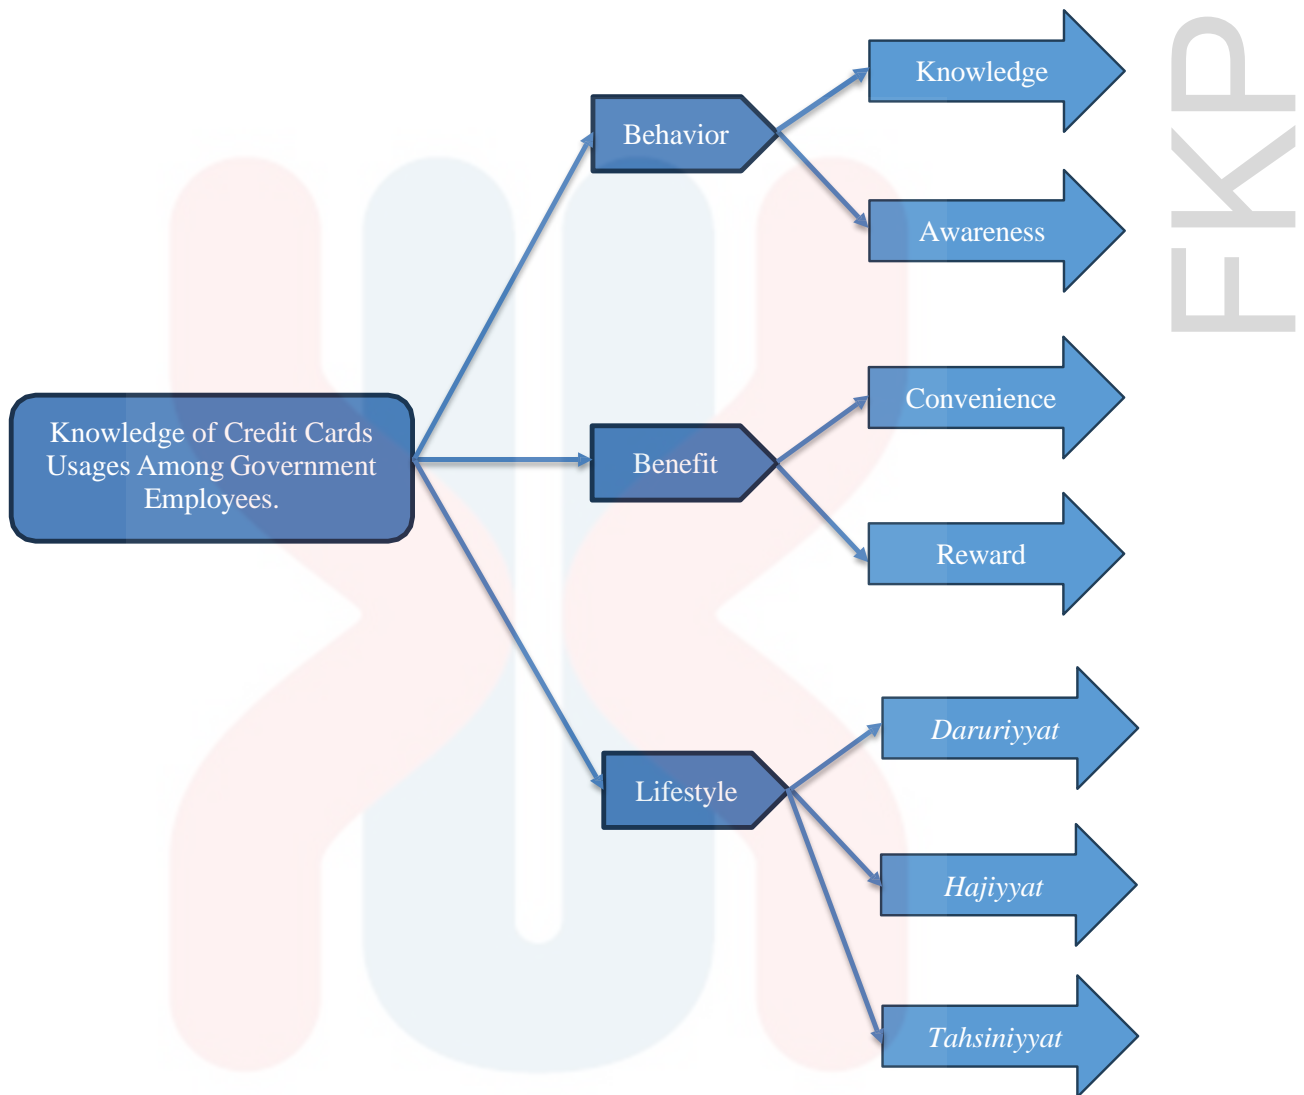 Knowledge
Behavior
Awareness
Knowledge of Credit Cards
Usages Among Government
Employees.
Convenience
Benefit
Reward
Lifestyle
Daruriyyat
Hajiyyat
Tahsiniyyat
FKP